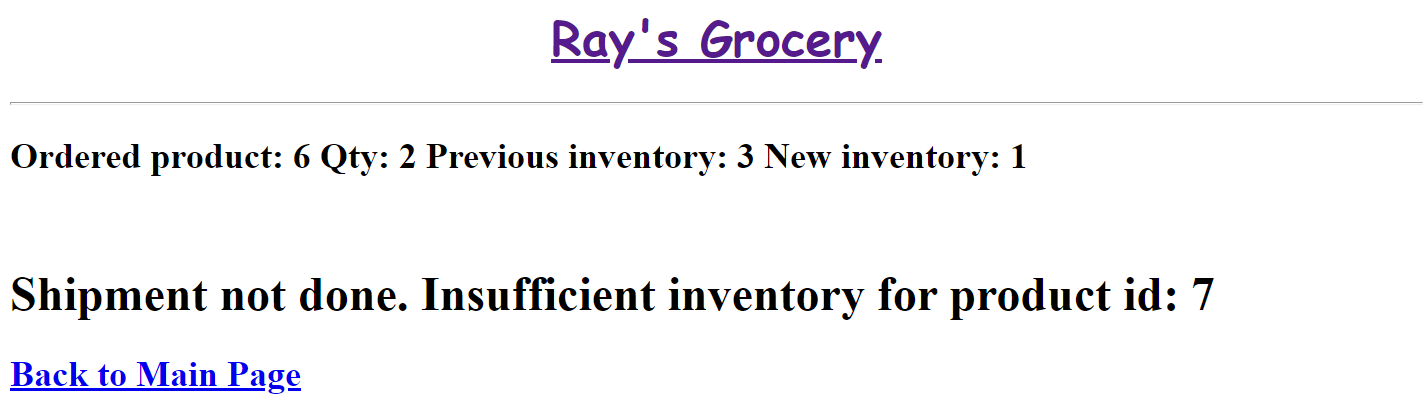 Ray's Grocery
Ordered product: 6 Qty: 2 Previous inventory: 3 New inventory: 1
Shipment not done. Insufficient inventory for product id: 7
Back to Main Page